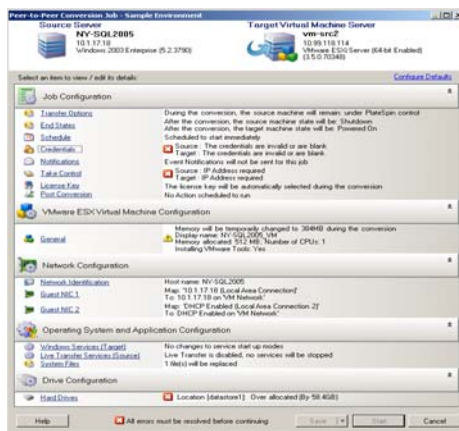 Peer-to-Peer Conversion Job - Sample Environment
Source Server
NY-SQL2005
10.1.17.18
Windows 2003 Enterprise (5.2.3790)
Target Virtual Machine Server
vm-src2
10.99.118.114
VMware ESX Server (64-bit Enabled)
(3.5.0.70348)
Select an item to view / edit its details:
Configure Defaults
Job Configuration
Transfer Options During the conversion, the source machine will remain: under PlateSpin control
End States After the conversion, the source machine state will be: Shutdown
After the conversion, the target machine state will be: Powered On
Schedule Scheduled to start immediately
Credentials Source : The credentials are invalid or are blank.
Target : The credentials are invalid or are blank.
Notifications Event Notifications will not be sent for this job
Take Control Source : IP Address required
Target : IP Address required
License Key The license key will be automatically selected during the conversion
Post Conversion No Action scheduled to run
VMware ESX Virtual Machine Configuration
General Memory will be temporarily changed to 384MB during the conversion
Display name: NY-SQL2005_VM
Memory allocated: 512 MB; Number of CPUs: 1
Installing VMware Tools: Yes
Network Configuration
Network Identification Host name: NY-SQL2005
Guest NIC 1 Map: '10.1.17.18 (Local Area Connection)'
To: 10.1.17.18 on 'VM Network'
Guest NIC 2 Map: 'DHCP Enabled (Local Area Connection 2)'
To: DHCP Enabled on 'VM Network'
Operating System and Application Configuration
Windows Services (Target) No changes to service start up modes
Live Transfer Services (Source) Live Transfer is disabled, no services will be stopped
System Files 1 file(s) will be replaced
Drive Configuration
Hard Drives Location [datastore1] Over allocated (By 58.4GB)
Help
All errors must be resolved before continuing
Save
Start
Cancel